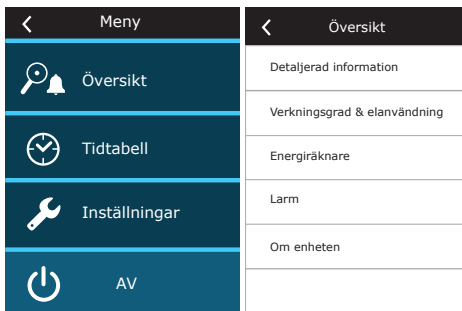 Meny
Översikt
Tidtabell
Inställningar
AV
Översikt
Detaljerad information
Verkningsgrad & elanvändning
Energiräknare
Larm
Om enheten